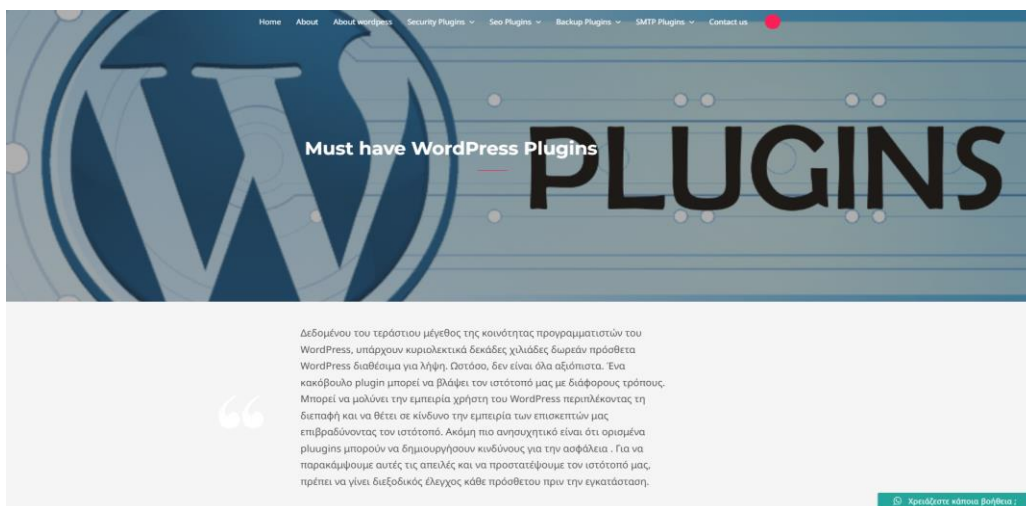 Home About About wordpess Security Plugins Seo Plugins Backup Plugins SMTP Plugins Contact us
PLUGINS
Must have WordPress Plugins
Δεδομένου του τεράστιου μέγεθος της κοινότητας προγραμματιστών του
WordPress, υπάρχουν κυριολεκτικά δεκάδες χιλιάδες δωρεάν πρόσθετα
WordPress διαθέσιμα για λήψη. Ωστόσο, δεν είναι όλα αξιόπιστα. Ένα
κακόβουλο plugin μπορεί να βλάψει τον ιστότοπό μας με διάφορους τρόπους.
Μπορεί να μολύνει την εμπειρία χρήστη του WordPress περιπλέκοντας τη
διεπαφή και να θέτει σε κίνδυνο την εμπειρία των επισκεπτών μας
επιβραδύνοντας τον ιστότοπό. Ακόμη πιο ανησυχητικό είναι ότι ορισμένα
pluugins μπορούν να δημιουργήσουν κινδύνους για την ασφάλεια . Για να
παρακάμψουμε αυτές τις απειλές και να προστατέψουμε τον ιστότοπό μας,
πρέπει να γίνει διεξοδικός έλεγχος κάθε πρόσθετου πριν την εγκατάσταση.
Χρειάζεστε κάποια βοήθεια ;